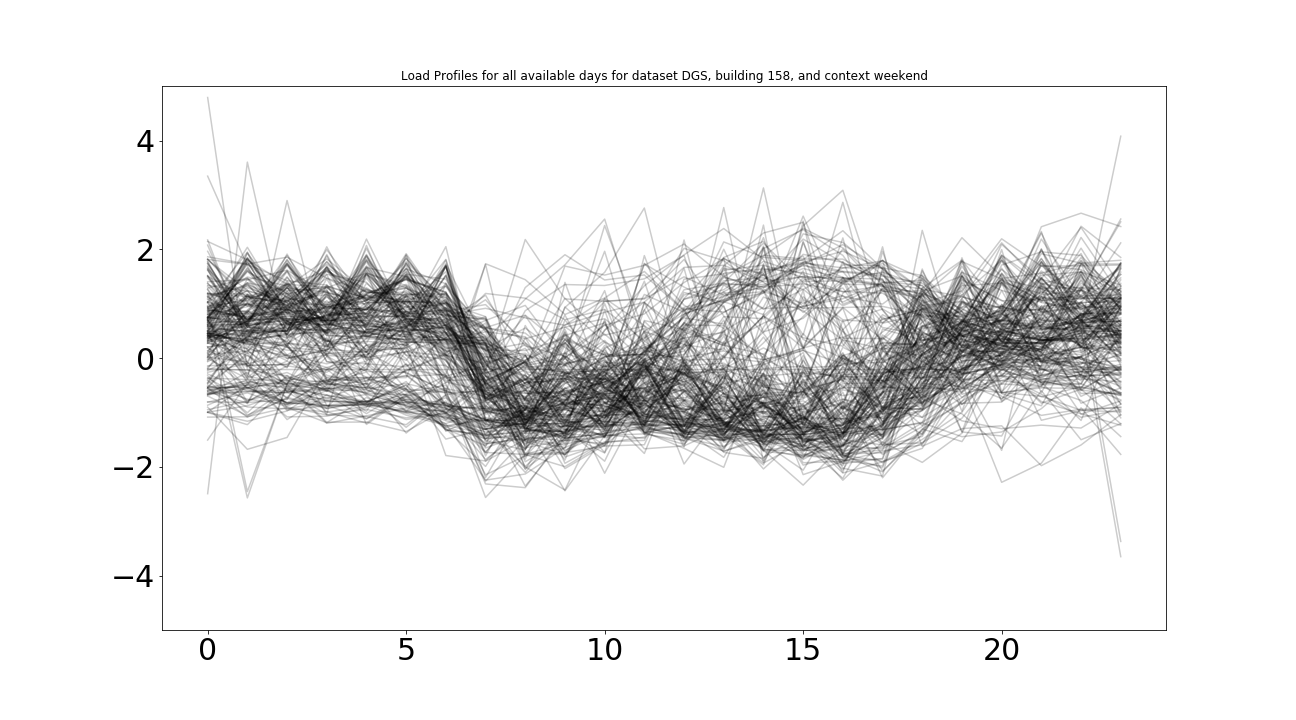 Load Profiles for all available days for dataset DGS, building 158, and context weekend
4
2
0
−2
−4
0 5 10 15 20